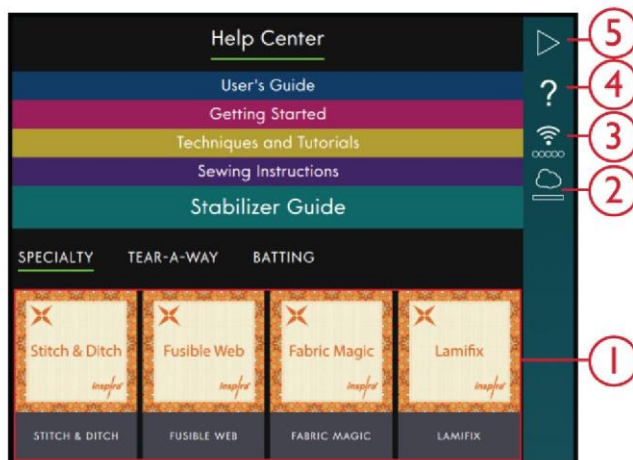 Help Center
User's Guide
Getting Started
Techniques and Tutorials
Sewing Instructions
Stabilizer Guide
SPECIALTY TEAR-A-WAY BATTING
Stitch & Ditch Fusible Web Fabric Magic Lamifix
inspira inspira inspira inspira
STITCH & DITCH FUSIBLE WEB FABRIC MAGIC LAMIFIX
5
?
4
3
2
1